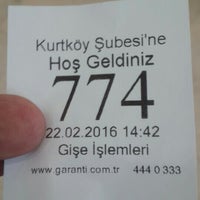 Kurtköy Şubesi'ne
Hoş Geldiniz
774
22.02.2016 14:42
Gişe İşlemleri
www.garanti.com.tr 444 0 333